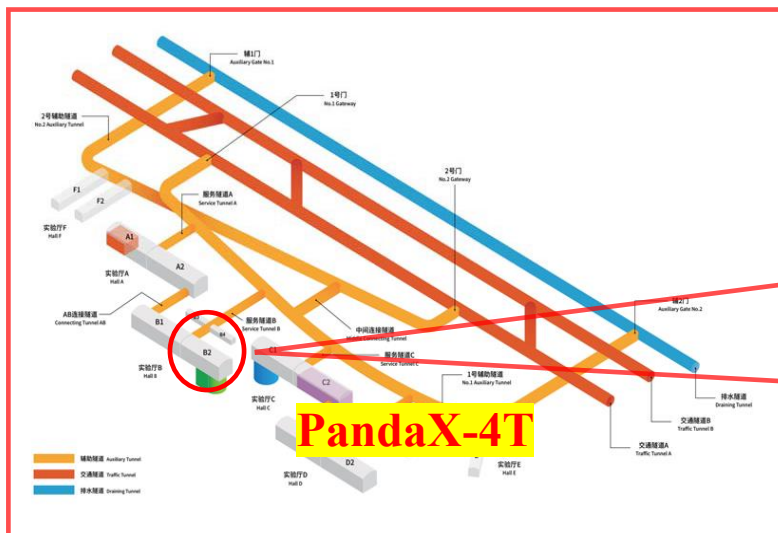 辅1门
Auxiliary Gate No.1
1号门
No.1 Gateway
2号辅助隧道
No.2 Auxiliary Tunnel
2号门
No.2 Gateway
F1
F2
服务隧道A
Service Tunnel A
实验厅F
Hall F
A1
A2
实验厅A
Hall A
辅2门
Auxiliary Gate No.2
AB连接隧道
Connecting Tunnel AB
服务隧道B
Service Tunnel B
中间连接隧道
Middle Connecting Tunnel
B1
B4
B2
C1
服务隧道C
Service Tunnel C
实验厅B
Hall B
C2
1号辅助隧道
No.1 Auxiliary Tunnel
排水隧道
Draining Tunnel
实验厅C
Hall C
交通隧道B
Traffic Tunnel B
PandaX-4T
交通隧道A
Traffic Tunnel A
辅助隧道 Auxiliary Tunnel
交通隧道 Traffic Tunnel
排水隧道 Draining Tunnel
D2
实验厅D
Hall D
实验厅E
Hall E